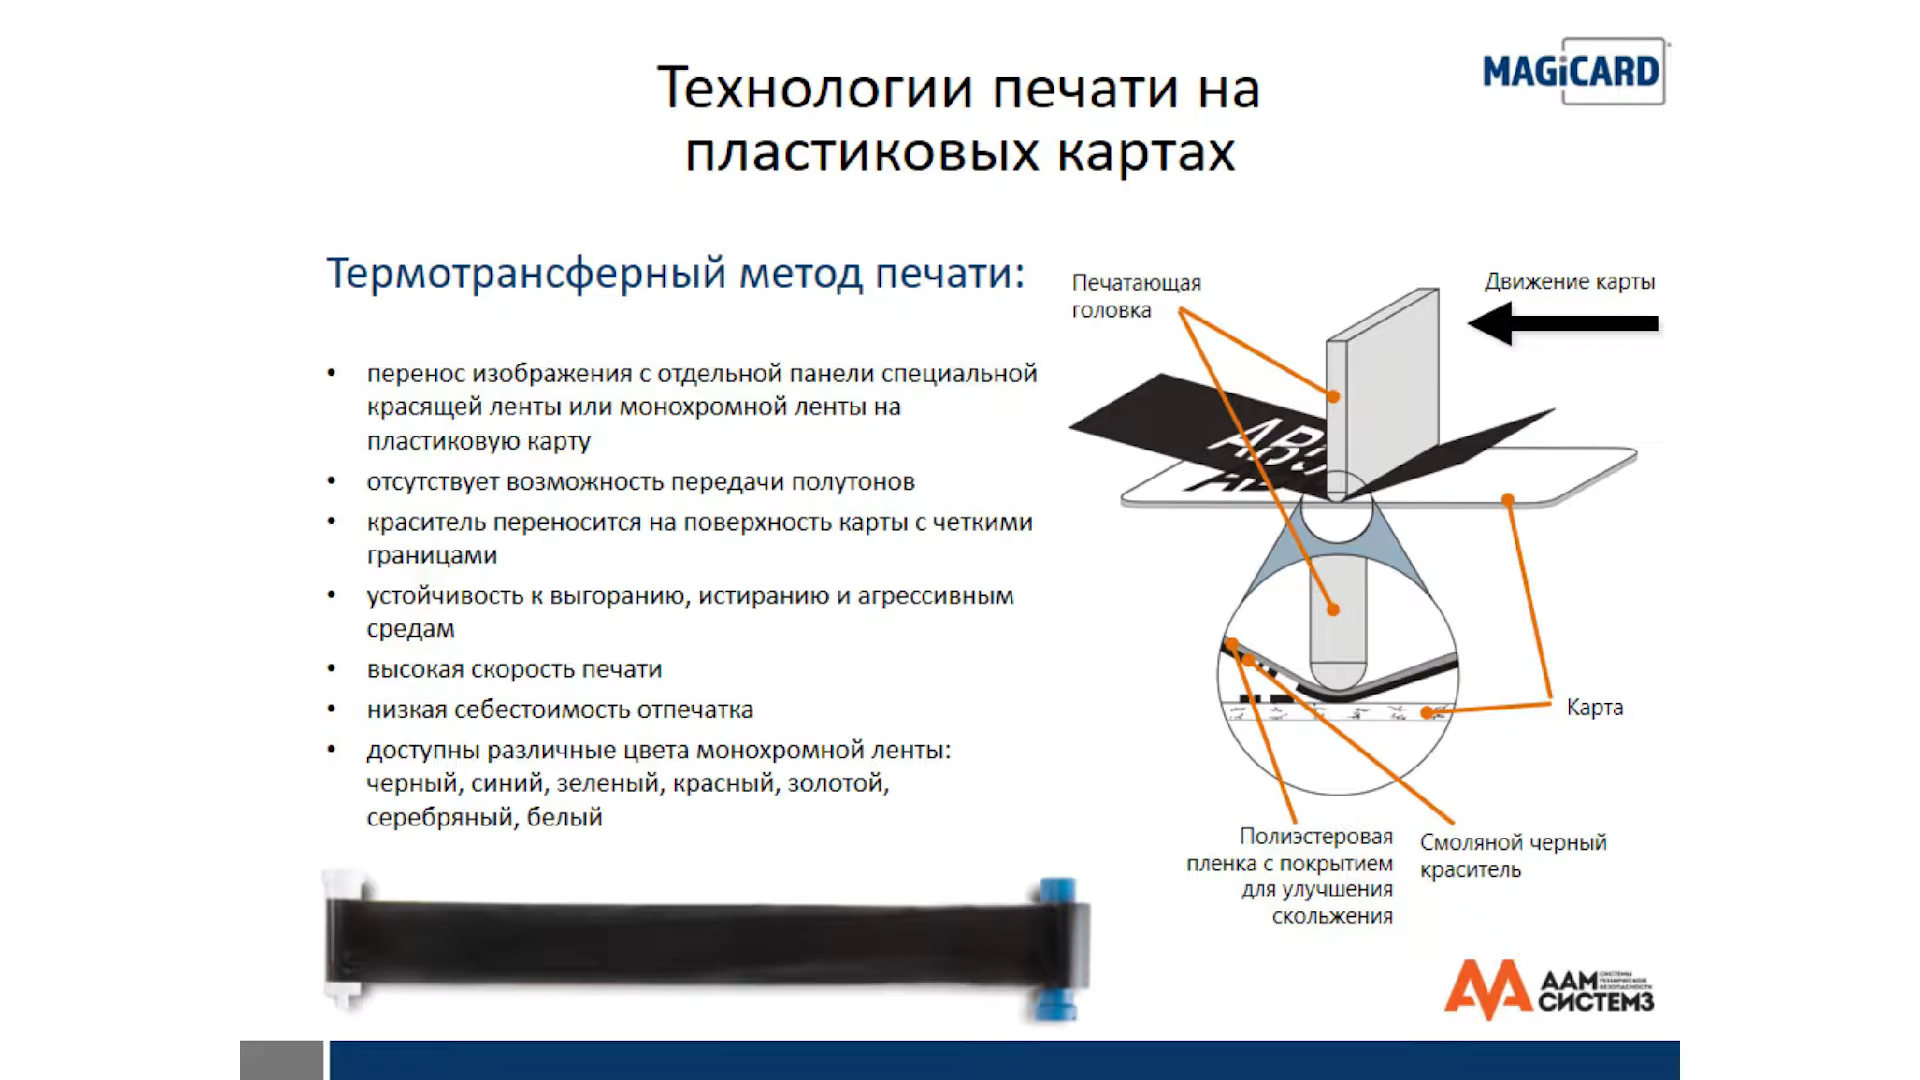 MAGiCARD
Технологии печати на
пластиковых картах
Термотрансферный метод печати:
• перенос изображения с отдельной панели специальной
красящей ленты или монохромной ленты на
пластиковую карту
• отсутствует возможность передачи полутонов
• краситель переносится на поверхность карты с четкими
границами
• устойчивость к выгоранию, истиранию и агрессивным
средам
• высокая скорость печати
• низкая себестоимость отпечатка
• доступны различные цвета монохромной ленты:
черный, синий, зеленый, красный, золотой,
серебряный, белый
Печатающая
головка
Движение карты
Карта
Полиэстеровая
пленка с покрытием
для улучшения
скольжения
Смоляной черный
краситель
ААМ
СИСТЕМЗ
СИСТЕМЫ
ТЕХНИЧЕСКОЙ
БЕЗОПАСНОСТИ